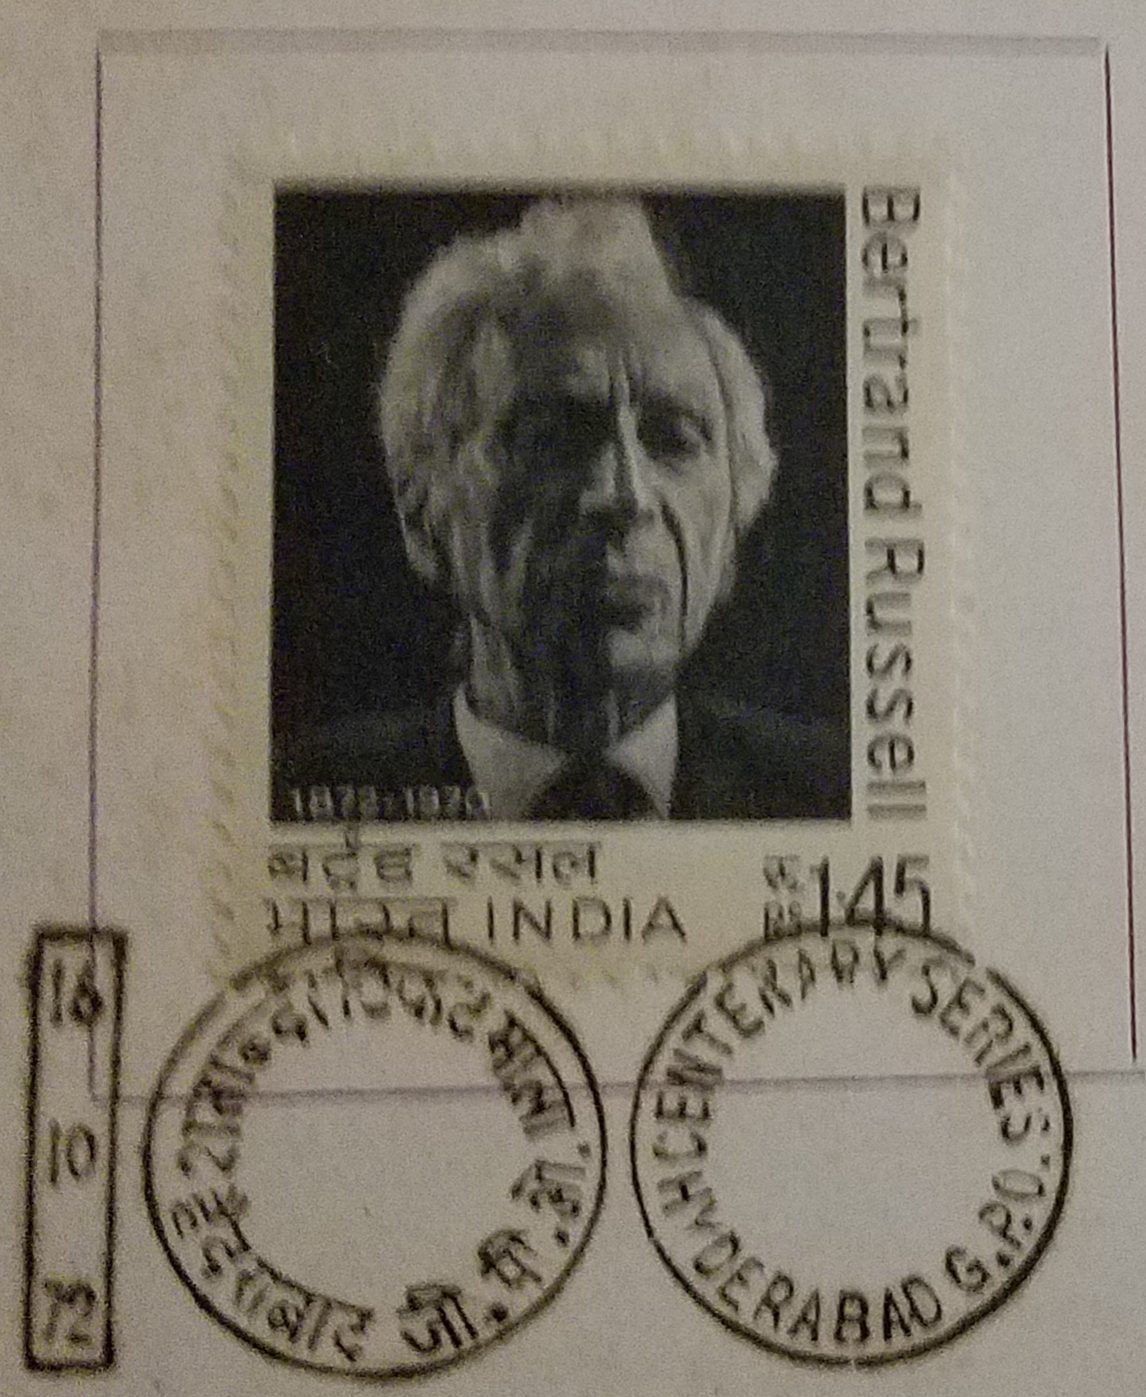 Bertrand Russell
1872-1970
बर्ट्रेंड रसल
भारत INDIA
रु. Rs 1.45
16
10
72
शताब्दी टिकट माला
हैदराबाद जी.पी.ओ.
CENTENARY SERIES.
HYDERABAD G.P.O.